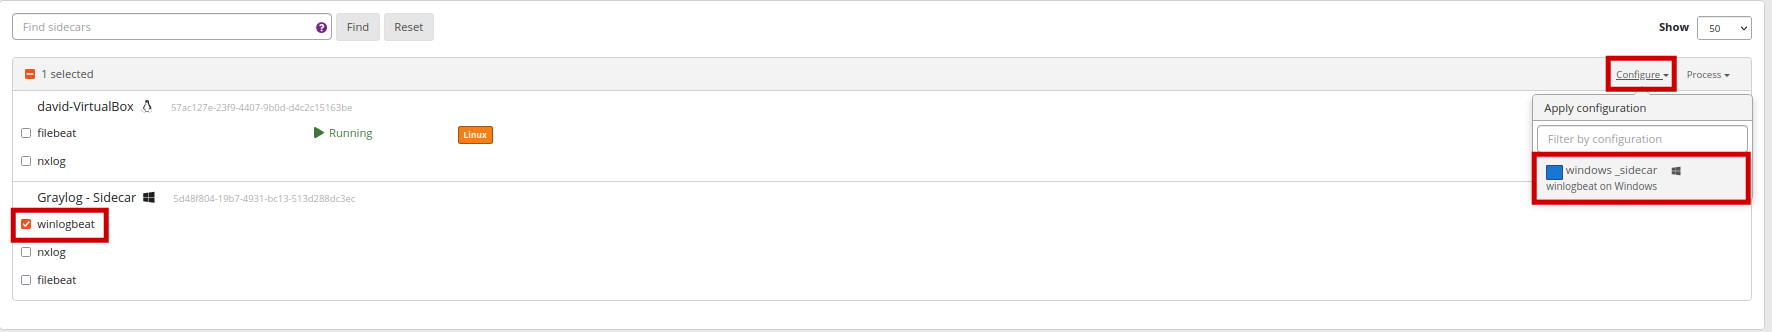 Find sidecars ? Find Reset Show 50
1 selected Configure Process
david-VirtualBox 57ac127e-23f9-4407-9b0d-d4c2c15163be
Apply configuration
filebeat Running Linux
Filter by configuration
nxlog
windows _sidecar
winlogbeat on Windows
Graylog - Sidecar 5d48f804-19b7-4931-bc13-513d288dc3ec
winlogbeat
nxlog
filebeat